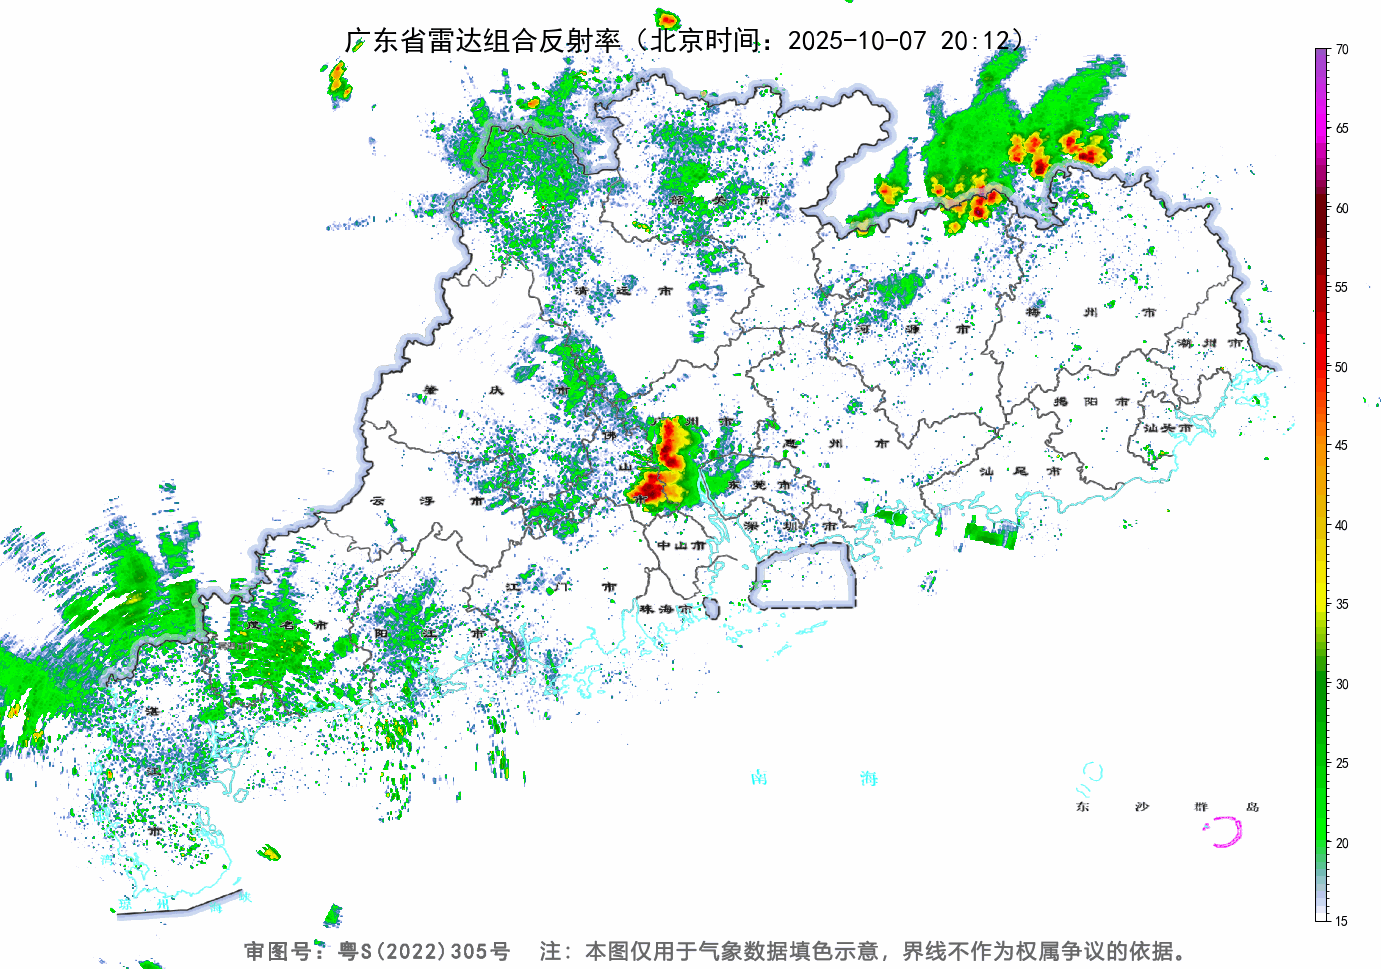 广东省雷达组合反射率（北京时间：2025-10-07 20:12）
70
65
60
55
50
45
40
35
30
25
20
15
韶关市
清远市
河源市
梅州市
潮州市
肇庆市
揭阳市
汕头市
广州市
惠州市
佛山市
东莞市
汕尾市
云浮市
深圳市
中山市
江门市
珠海市
茂名市
阳江市
湛江市
南海
东沙群岛
琼州海峡
审图号：粤S(2022)305号 注：本图仅用于气象数据填色示意，界线不作为权属争议的依据。